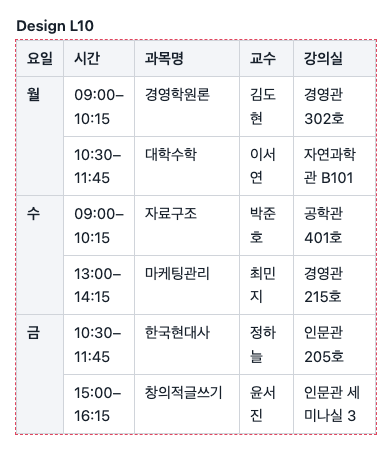 Design L10
요일 시간 과목명 교수 강의실
월 09:00–10:15 경영학원론 김도현 경영관 302호
10:30–11:45 대학수학 이서연 자연과학관 B101
수 09:00–10:15 자료구조 박준호 공학관 401호
13:00–14:15 마케팅관리 최민지 경영관 215호
금 10:30–11:45 한국현대사 정하늘 인문관 205호
15:00–16:15 창의적글쓰기 윤서진 인문관 세미나실 3